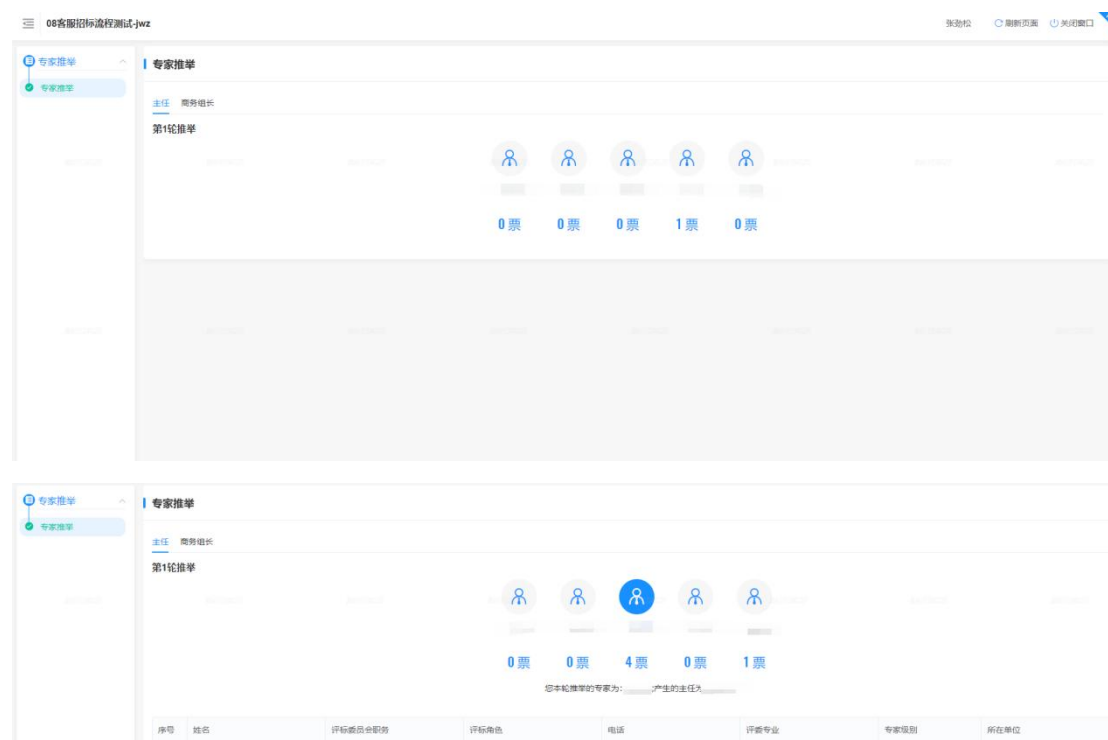 08客服招标流程测试-jwz 张劲松 刷新页面 关闭窗口
专家推举
专家推举
专家推举
主任 商务组长
第1轮推举
0票 0票 0票 1票 0票
专家推举
专家推举
专家推举
主任 商务组长
第1轮推举
0票 0票 4票 0票 1票
您本轮推举的专家为: ;产生的主任为
序号 姓名 评标委员会职务 评标角色 电话 评委专业 专家级别 所在单位